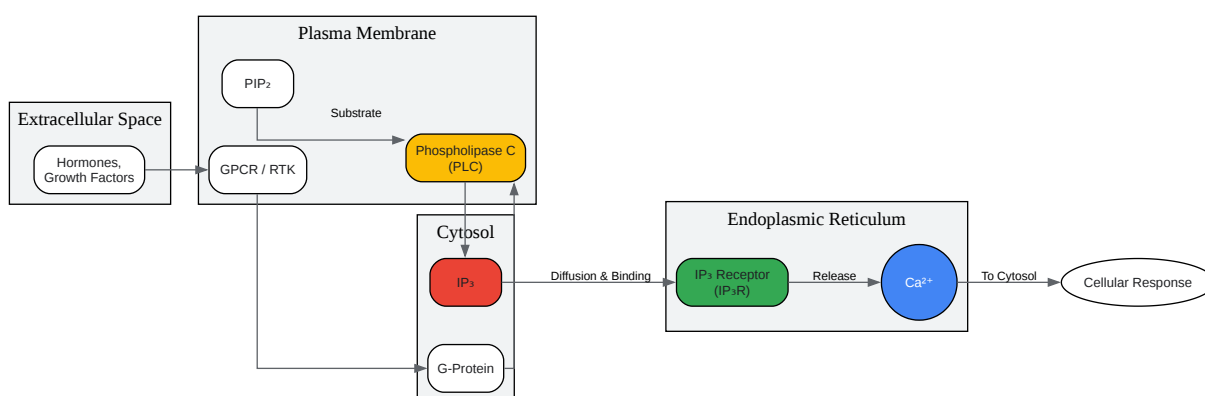 Plasma Membrane
PIP₂
Substrate
Extracellular Space
Hormones,
Growth Factors
GPCR / RTK
Phospholipase C
(PLC)
Cytosol
IP₃
G-Protein
Diffusion & Binding
Endoplasmic Reticulum
IP₃ Receptor
(IP₃R)
Release
Ca²⁺
To Cytosol
Cellular Response